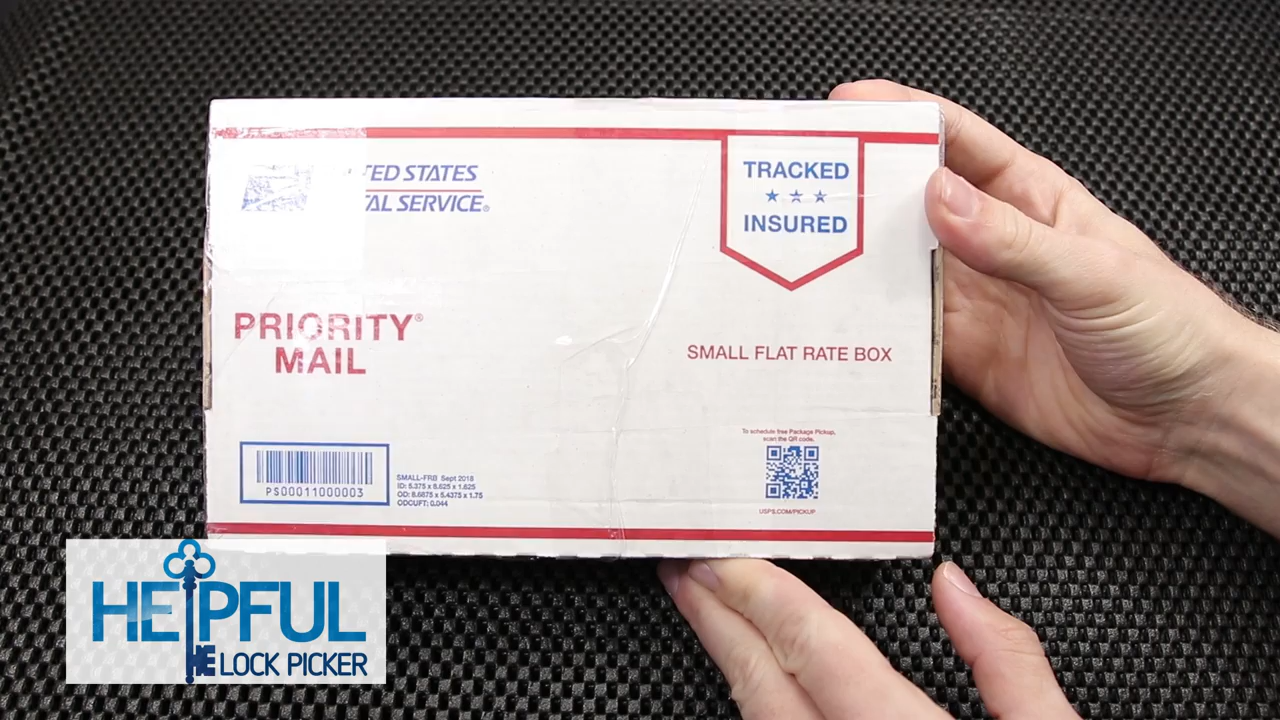 TED STATES
TAL SERVICE®
TRACKED
INSURED
PRIORITY®
MAIL
SMALL FLAT RATE BOX
To schedule free Package Pickup,
scan the QR code.
USPS.COM/PICKUP
PS00011000003
SMALL-FRB Sept 2018
ID: 5.375 x 8.625 x 1.625
OD: 8.6875 x 5.4375 x 1.75
ODCUFT: 0.044
HELPFUL
LOCK PICKER